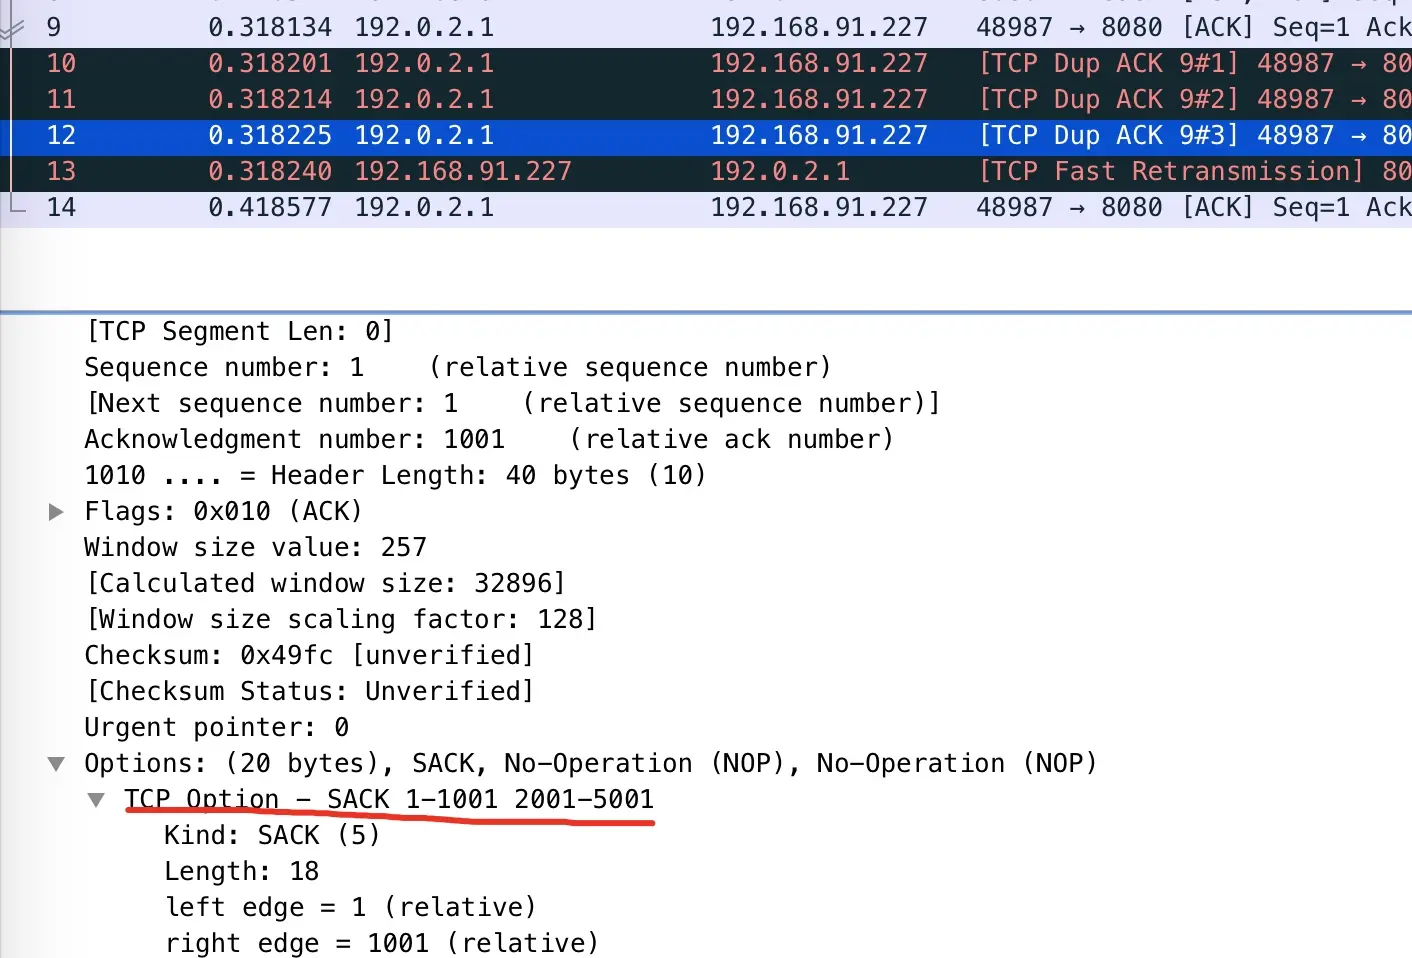 9 0.318134 192.0.2.1 192.168.91.227 48987 → 8080 [ACK] Seq=1 Ack
10 0.318201 192.0.2.1 192.168.91.227 [TCP Dup ACK 9#1] 48987 → 80
11 0.318214 192.0.2.1 192.168.91.227 [TCP Dup ACK 9#2] 48987 → 80
12 0.318225 192.0.2.1 192.168.91.227 [TCP Dup ACK 9#3] 48987 → 80
13 0.318240 192.168.91.227 192.0.2.1 [TCP Fast Retransmission] 80
14 0.418577 192.0.2.1 192.168.91.227 48987 → 8080 [ACK] Seq=1 Ack
[TCP Segment Len: 0]
Sequence number: 1 (relative sequence number)
[Next sequence number: 1 (relative sequence number)]
Acknowledgment number: 1001 (relative ack number)
1010 .... = Header Length: 40 bytes (10)
Flags: 0x010 (ACK)
Window size value: 257
[Calculated window size: 32896]
[Window size scaling factor: 128]
Checksum: 0x49fc [unverified]
[Checksum Status: Unverified]
Urgent pointer: 0
Options: (20 bytes), SACK, No-Operation (NOP), No-Operation (NOP)
TCP Option - SACK 1-1001 2001-5001
Kind: SACK (5)
Length: 18
left edge = 1 (relative)
right edge = 1001 (relative)